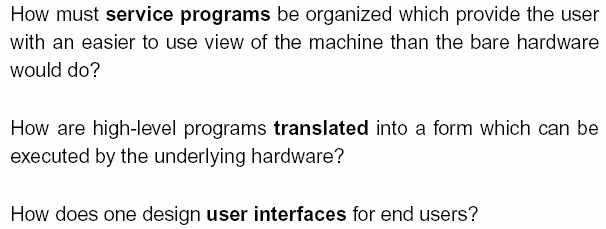 How must service programs be organized which provide the user
with an easier to use view of the machine than the bare hardware
would do?
How are high-level programs translated into a form which can be
executed by the underlying hardware?
How does one design user interfaces for end users?